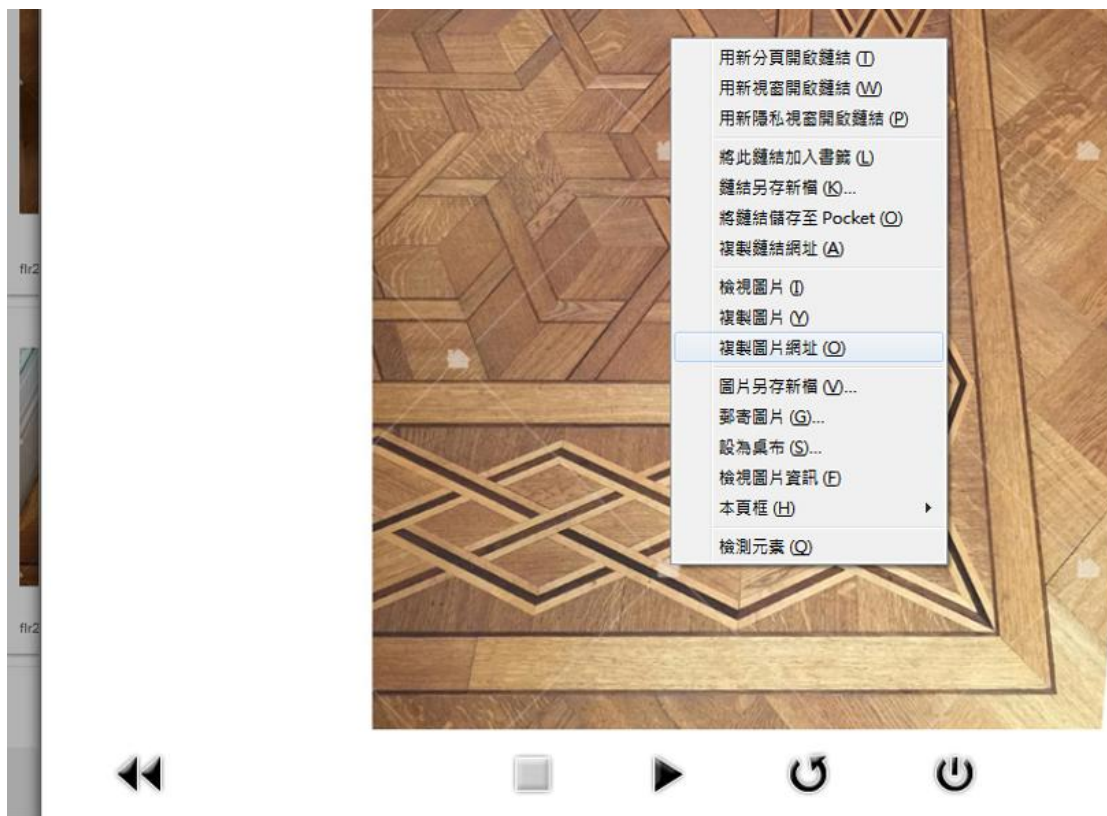 用新分頁開啟鏈結 (T)
用新視窗開啟鏈結 (W)
用新隱私視窗開啟鏈結 (P)
將此鏈結加入書籤 (L)
鏈結另存新檔 (K)...
將鏈結儲存至 Pocket (O)
複製鏈結網址 (A)
檢視圖片 (I)
複製圖片 (Y)
複製圖片網址 (O)
圖片另存新檔 (V)...
郵寄圖片 (G)...
設為桌布 (S)...
檢視圖片資訊 (F)
本頁框 (H)
檢測元素 (Q)
flr2
flr2